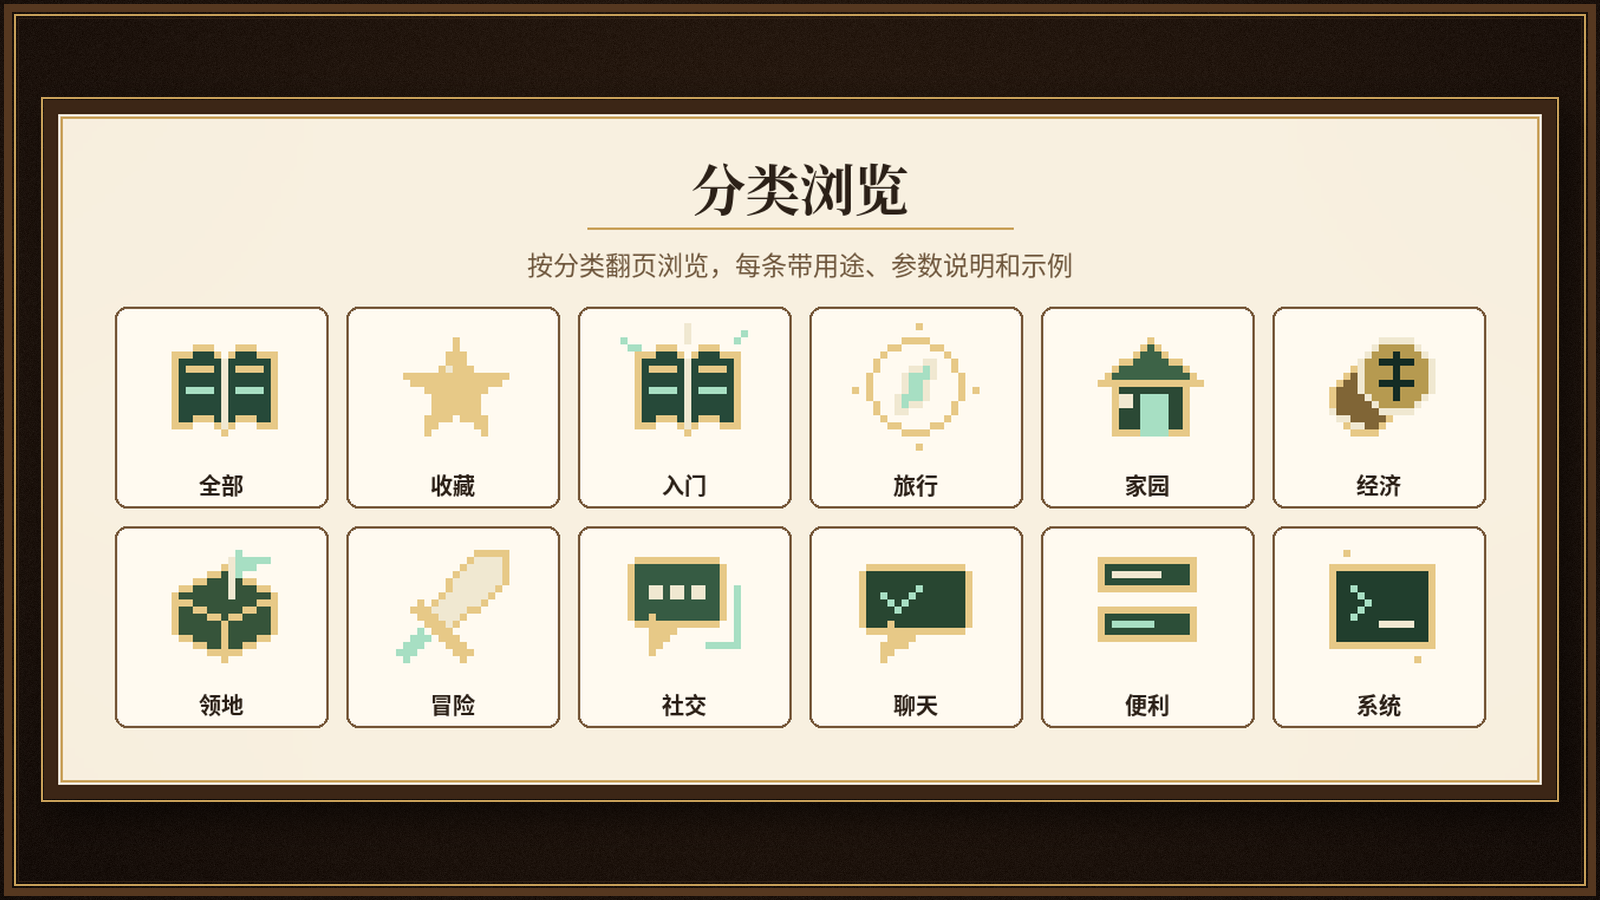 分类浏览
按分类翻页浏览，每条带用途、参数说明和示例
全部
收藏
入门
旅行
家园
经济
领地
冒险
社交
聊天
便利
系统